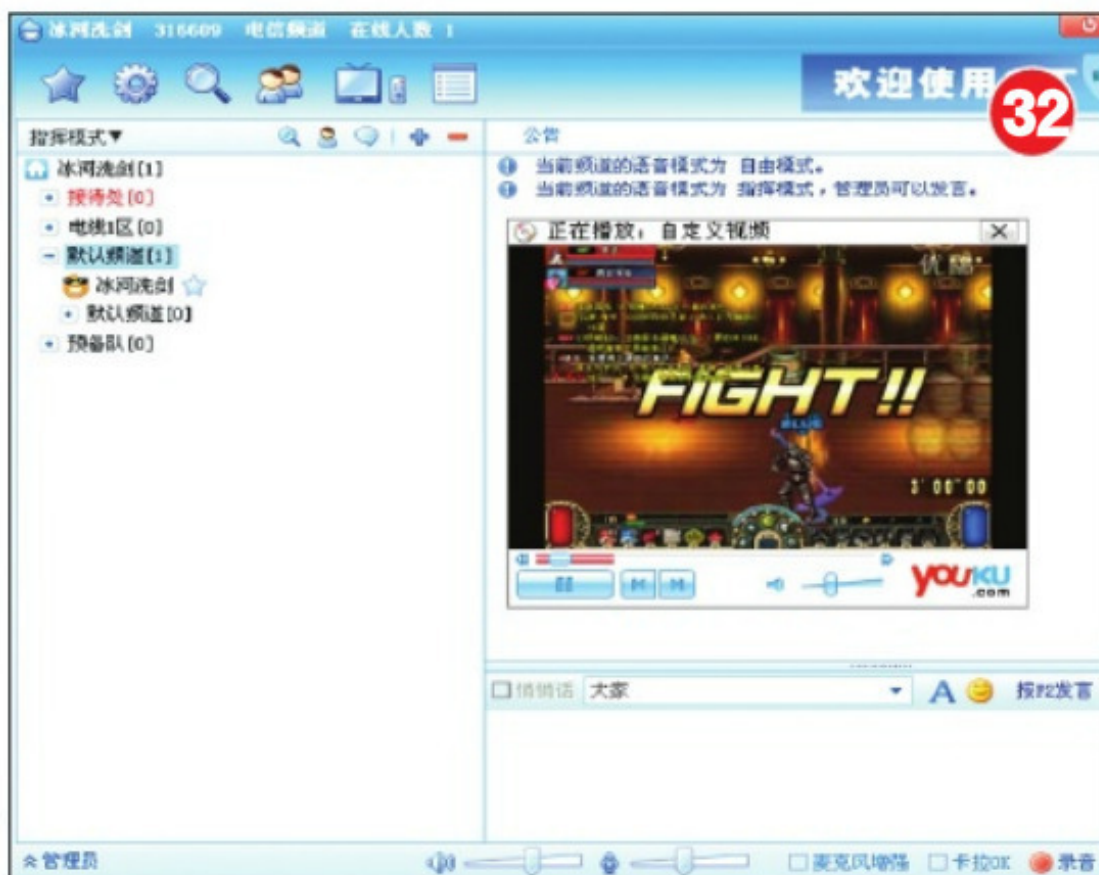 冰河洗剑 316609 电信频道 在线人数 1
欢迎使用
32
指挥模式▼
公告
冰河洗剑[1]
接待处[0]
电线1区[0]
默认频道[1]
冰河洗剑
默认频道[0]
预备队[0]
当前频道的语音模式为 自由模式。
当前频道的语音模式为 指挥模式，管理员可以发言。
正在播放：自定义视频
优酷
FIGHT!!
3'00"00
youku
.com
悄悄话 大家 A 按F2发言
管理员 麦克风增强 卡拉OK 录音